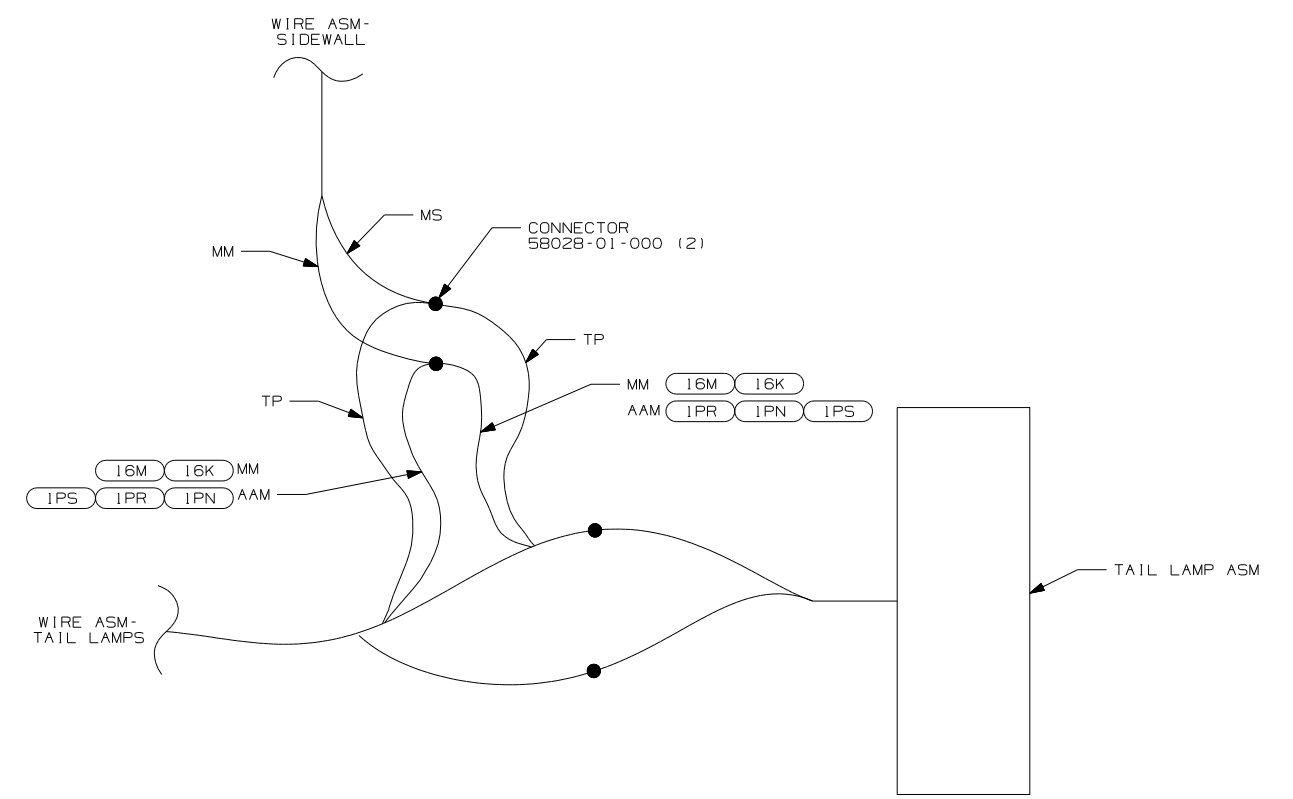 WIRE ASM-
SIDEWALL
MS
CONNECTOR
58028-01-000 (2)
MM
TP
MM 16M 16K
AAM 1PR 1PN 1PS
TP
16M 16K MM
1PS 1PR 1PN AAM
TAIL LAMP ASM
WIRE ASM-
TAIL LAMPS